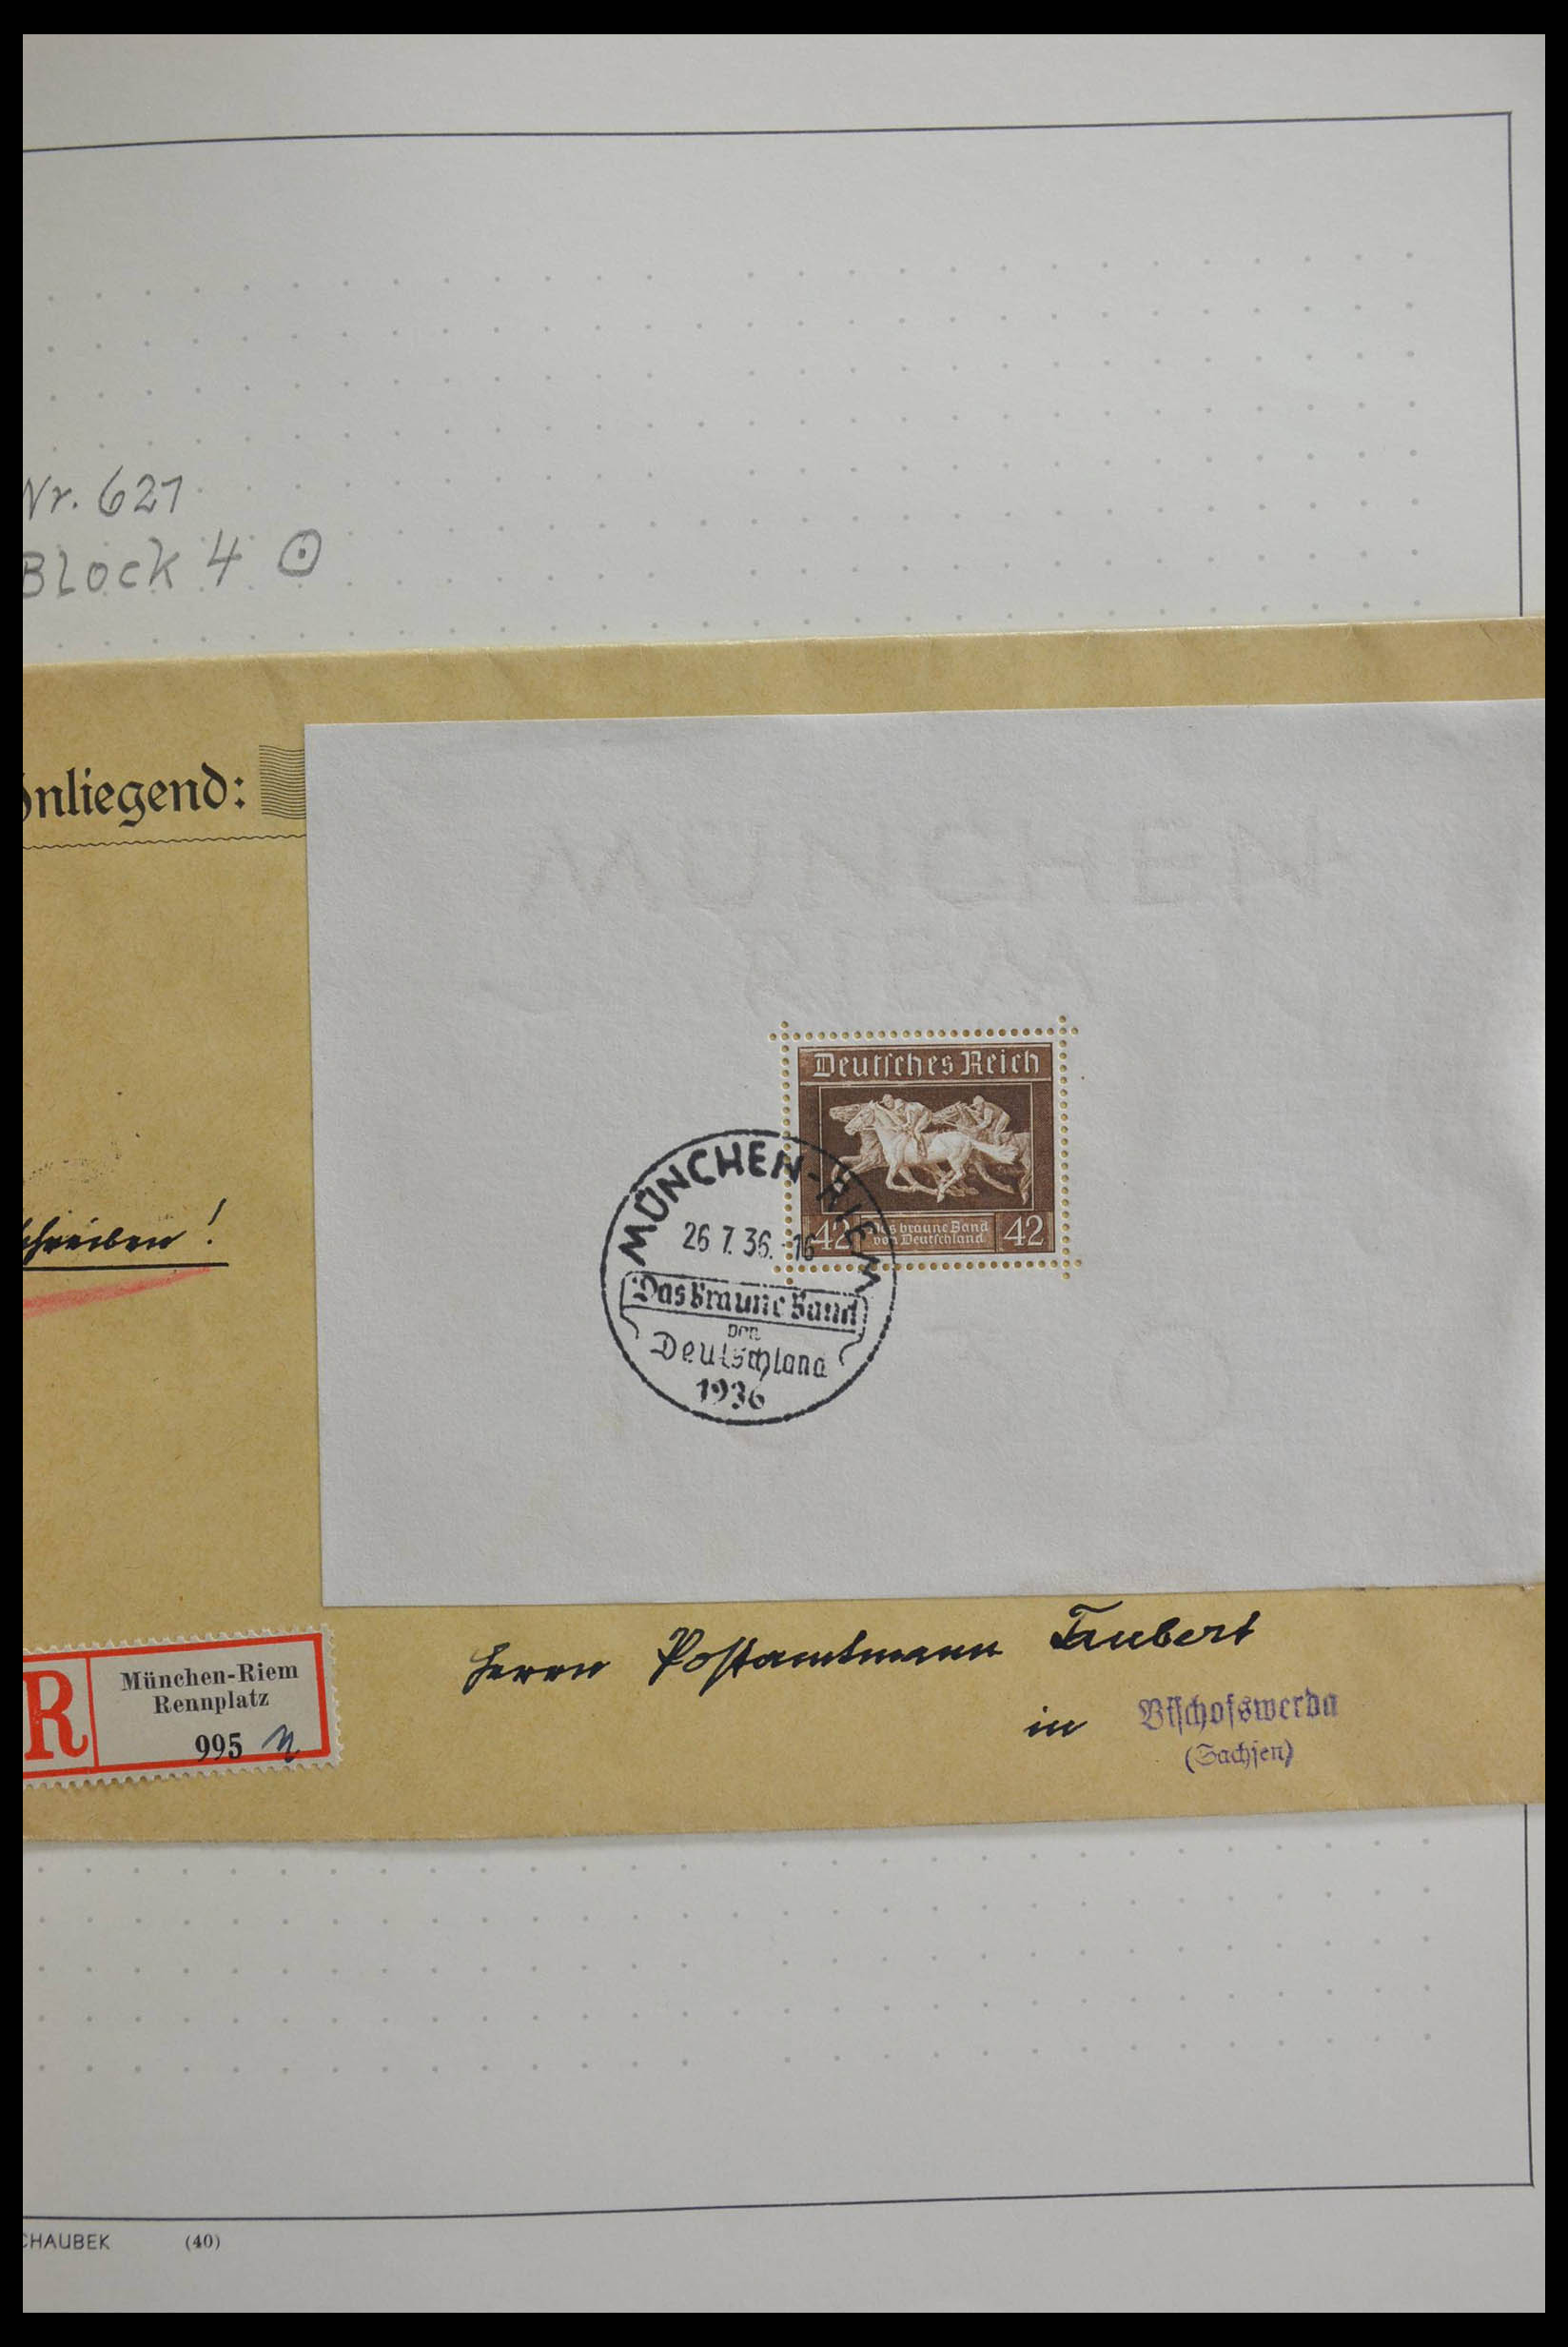 Nr. 621
Block 4
nliegend:
MÜNCHEN
RIEM
Deutsches Reich
42 Das braune Band 42
von Deutschland
MÜNCHEN-RIEM
26.7.36.-16
Das Braune Band
von
Deutschland
1936
schreiben!
R
München-Riem
Rennplatz
995
Herrn Postamtmann Taubert
in Bischofswerda
(Sachsen)
CHAUBEK (40)